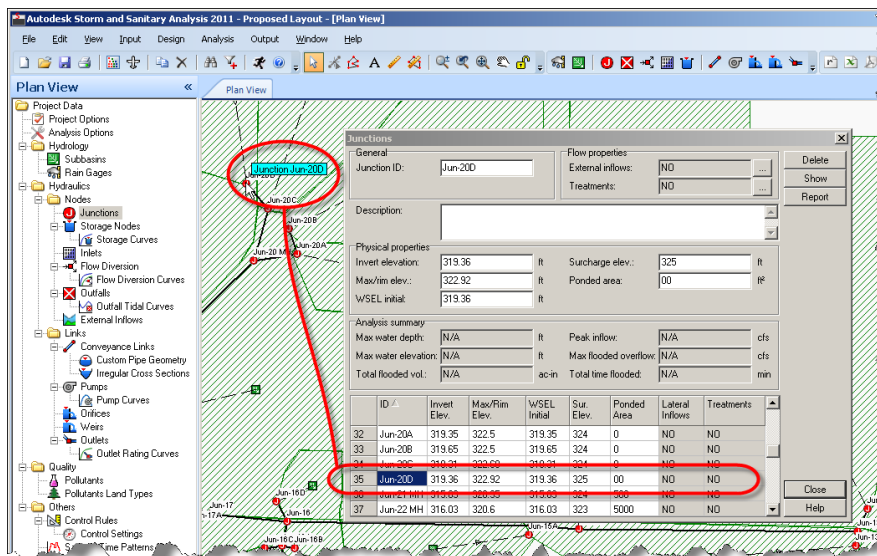 Autodesk Storm and Sanitary Analysis 2011 - Proposed Layout - [Plan View]
File Edit View Input Design Analysis Output Window Help
Plan View «
Project Data
Project Options
Analysis Options
Hydrology
Subbasins
Rain Gages
Hydraulics
Nodes
Junctions
Storage Nodes
Storage Curves
Inlets
Flow Diversion
Flow Diversion Curves
Outfalls
Outfall Tidal Curves
External Inflows
Links
Conveyance Links
Custom Pipe Geometry
Irregular Cross Sections
Pumps
Pump Curves
Orifices
Weirs
Outlets
Outlet Rating Curves
Quality
Pollutants
Pollutants Land Types
Others
Control Rules
Control Settings
Time Patterns
Plan View
Junction Jun-20D
Jun-20C
Jun-20B
Jun-20A
Jun-20 M
Jun-16D
Jun-17
Jun-16
-17A
Jun-16C Jun-16B
Jun-15A
Junctions
General
Junction ID: Jun-20D
Flow properties
External inflows: NO ...
Treatments: NO ...
Delete
Show
Report
Description:
Physical properties
Invert elevation: 319.36 ft Surcharge elev.: 325 ft
Max/rim elev.: 322.92 ft Ponded area: 00 ft²
WSEL initial: 319.36 ft
Analysis summary
Max water depth: N/A ft Peak inflow: N/A cfs
Max water elevation: N/A ft Max flooded overflow: N/A cfs
Total flooded vol.: N/A ac-in Total time flooded: N/A min
ID Invert Elev. Max/Rim Elev. WSEL Initial Sur. Elev. Ponded Area Lateral Inflows Treatments
32 Jun-20A 319.35 322.5 319.35 324 0 NO NO
33 Jun-20B 319.65 322.5 319.65 324 0 NO NO
35 Jun-20D 319.36 322.92 319.36 325 00 NO NO
37 Jun-22 MH 316.03 320.6 316.03 323 5000 NO NO
Close
Help